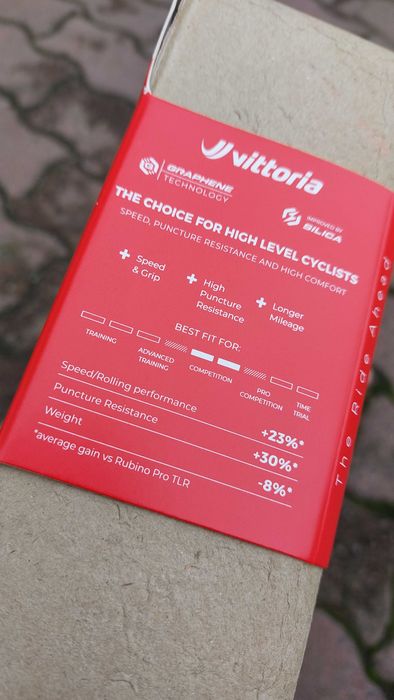 vittoria
GRAPHENE
TECHNOLOGY
IMPROVED BY
SILICA
THE CHOICE FOR HIGH LEVEL CYCLISTS
SPEED, PUNCTURE RESISTANCE AND HIGH COMFORT
+ Speed
& Grip
+ High
Puncture
Resistance
+ Longer
Mileage
BEST FIT FOR:
TRAINING
ADVANCED
TRAINING
COMPETITION
PRO
COMPETITION
TIME
TRIAL
Speed/Rolling performance +23%*
Puncture Resistance +30%*
Weight -8%*
*average gain vs Rubino Pro TLR
The Ride Ahead